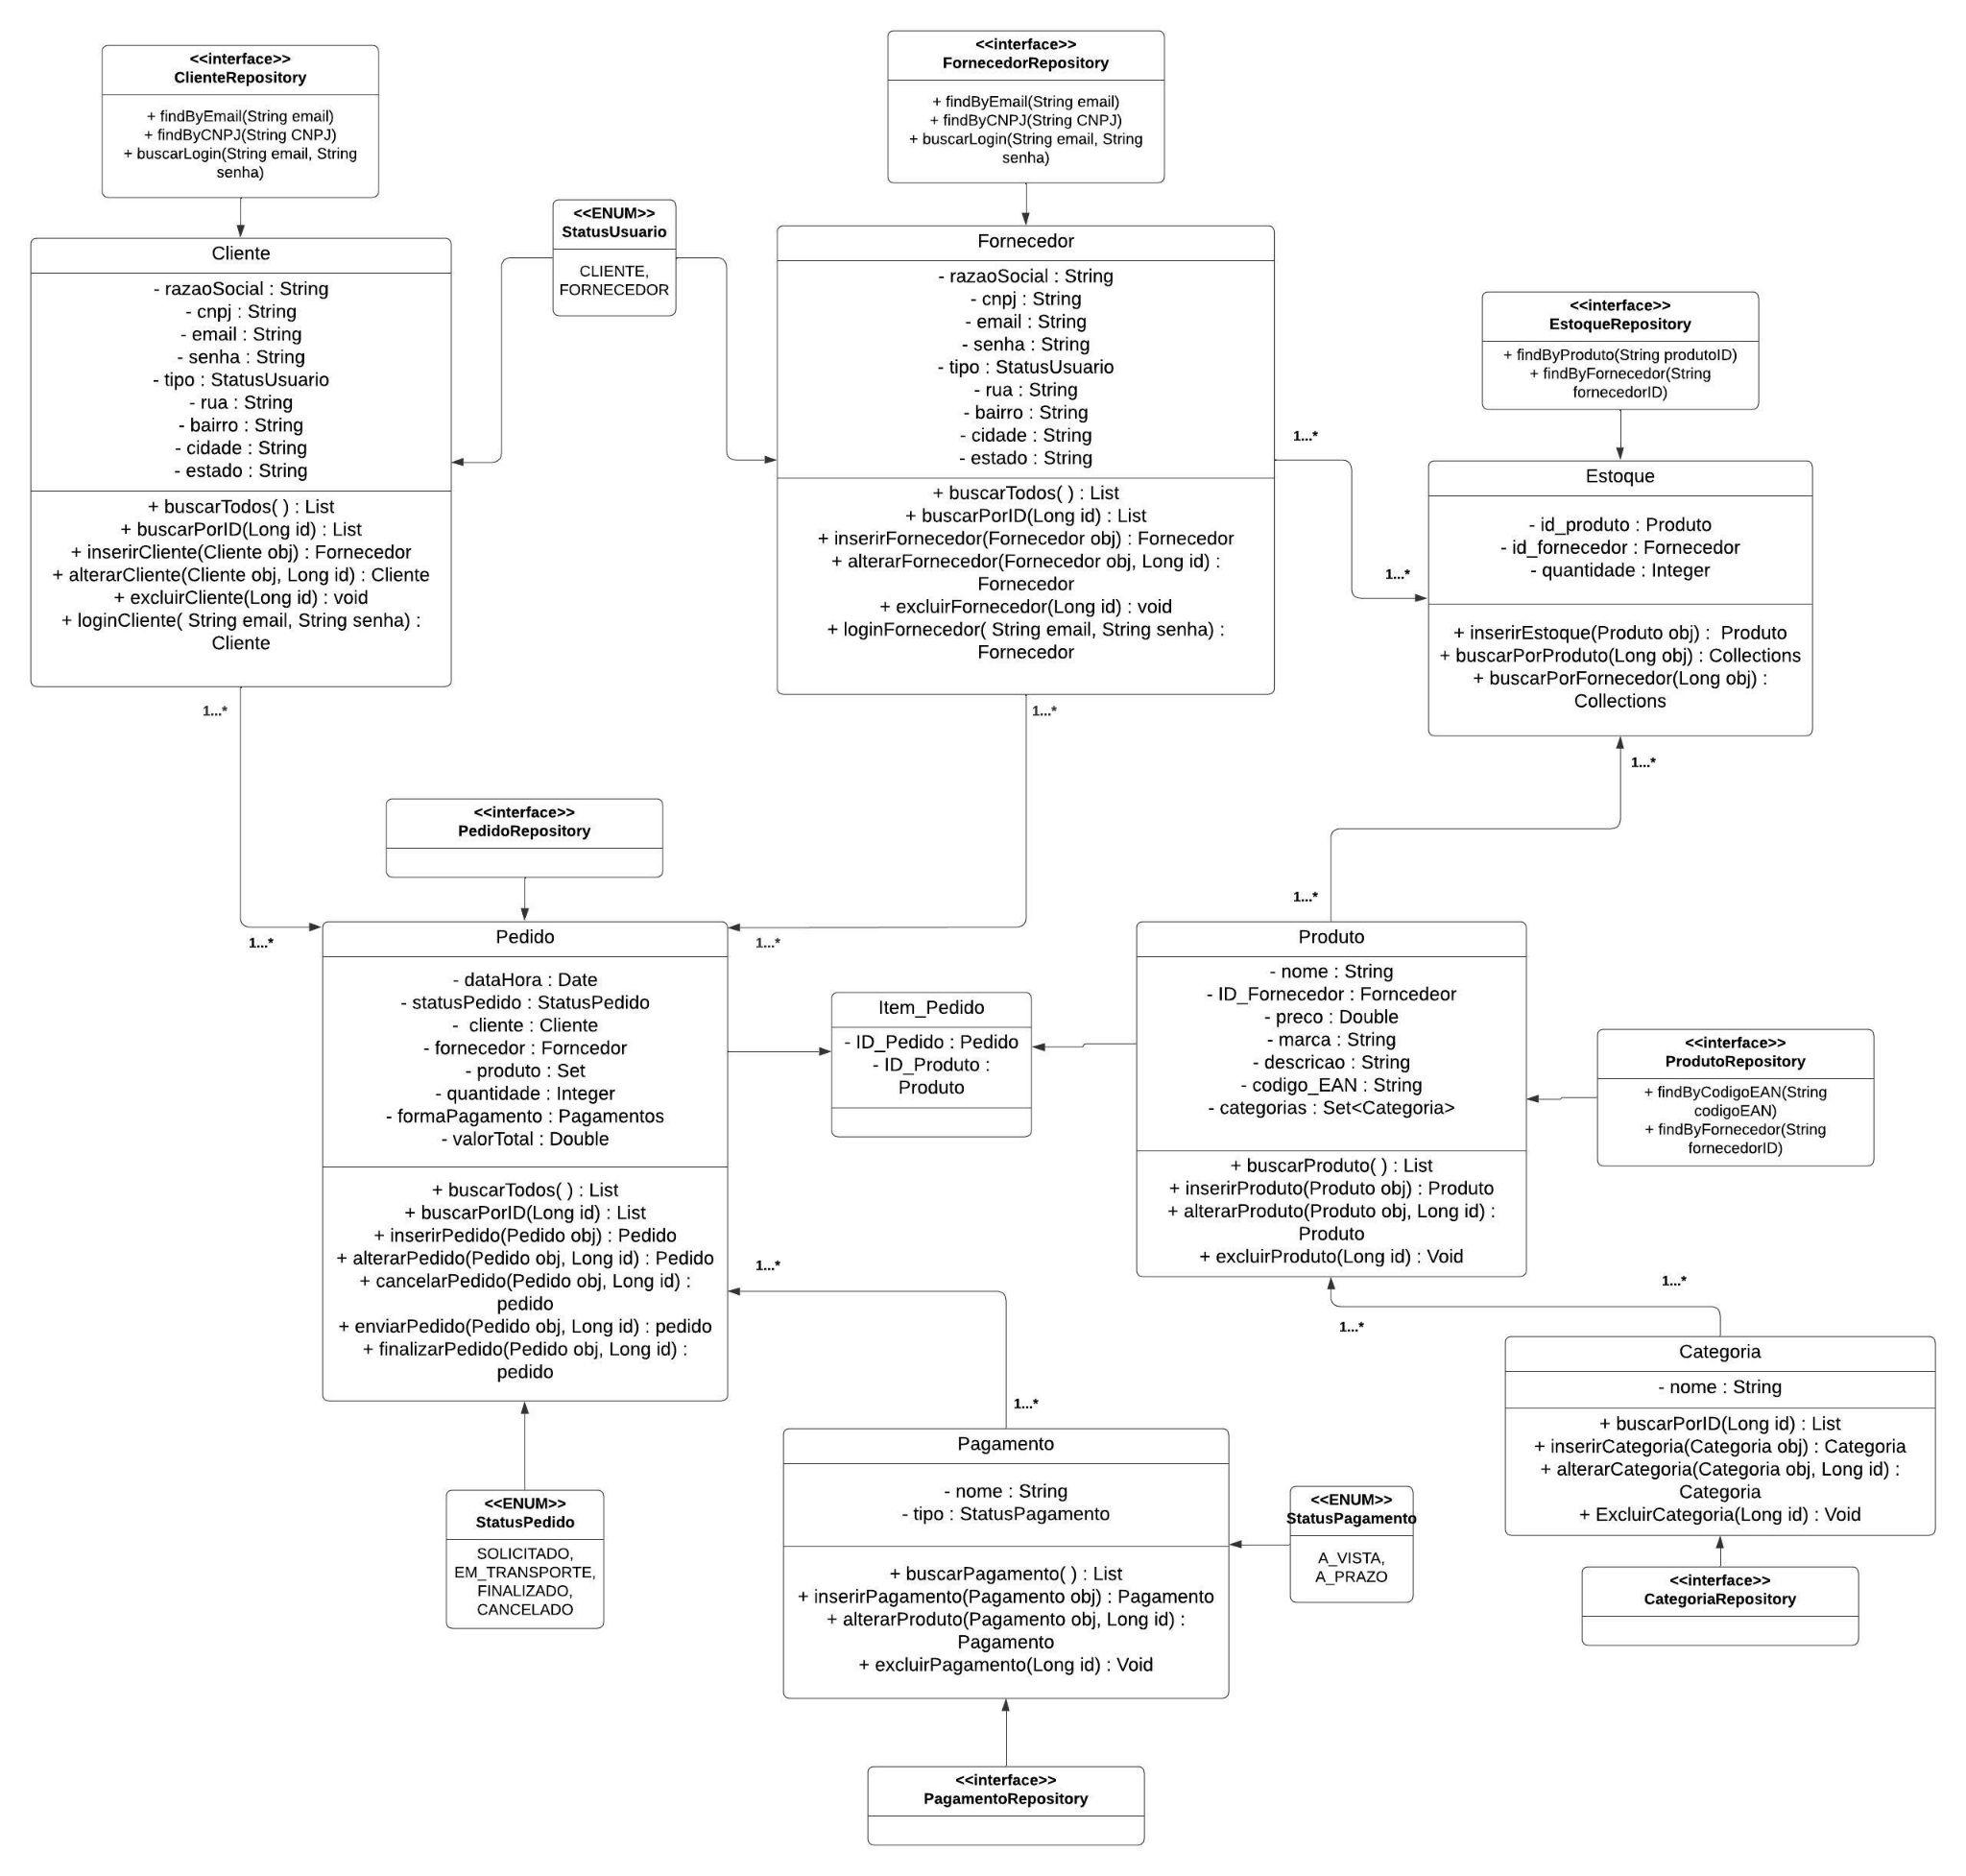 <<interface>>
ClienteRepository
+ findByEmail(String email)
+ findByCNPJ(String CNPJ)
+ buscarLogin(String email, String
senha)
<<interface>>
FornecedorRepository
+ findByEmail(String email)
+ findByCNPJ(String CNPJ)
+ buscarLogin(String email, String
senha)
<<ENUM>>
StatusUsuario
CLIENTE,
FORNECEDOR
Cliente
- razaoSocial : String
- cnpj : String
- email : String
- senha : String
- tipo : StatusUsuario
- rua : String
- bairro : String
- cidade : String
- estado : String
+ buscarTodos( ) : List
+ buscarPorID(Long id) : List
+ inserirCliente(Cliente obj) : Fornecedor
+ alterarCliente(Cliente obj, Long id) : Cliente
+ excluirCliente(Long id) : void
+ loginCliente( String email, String senha) :
Cliente
Fornecedor
- razaoSocial : String
- cnpj : String
- email : String
- senha : String
- tipo : StatusUsuario
- rua : String
- bairro : String
- cidade : String
- estado : String
+ buscarTodos( ) : List
+ buscarPorID(Long id) : List
+ inserirFornecedor(Fornecedor obj) : Fornecedor
+ alterarFornecedor(Fornecedor obj, Long id) :
Fornecedor
+ excluirFornecedor(Long id) : void
+ loginFornecedor( String email, String senha) :
Fornecedor
<<interface>>
EstoqueRepository
+ findByProduto(String produtoID)
+ findByFornecedor(String
fornecedorID)
1...*
1...*
Estoque
- id_produto : Produto
- id_fornecedor : Fornecedor
- quantidade : Integer
+ inserirEstoque(Produto obj) :  Produto
+ buscarPorProduto(Long obj) : Collections
+ buscarPorFornecedor(Long obj) :
Collections
1...*
1...*
1...*
1...*
<<interface>>
PedidoRepository
1...*
1...*
Pedido
- dataHora : Date
- statusPedido : StatusPedido
-  cliente : Cliente
- fornecedor : Forncedor
- produto : Set
- quantidade : Integer
- formaPagamento : Pagamentos
- valorTotal : Double
+ buscarTodos( ) : List
+ buscarPorID(Long id) : List
+ inserirPedido(Pedido obj) : Pedido
+ alterarPedido(Pedido obj, Long id) : Pedido
+ cancelarPedido(Pedido obj, Long id) :
pedido
+ enviarPedido(Pedido obj, Long id) : pedido
+ finalizarPedido(Pedido obj, Long id) :
pedido
Item_Pedido
- ID_Pedido : Pedido
- ID_Produto :
Produto
Produto
- nome : String
- ID_Fornecedor : Forncedeor
- preco : Double
- marca : String
- descricao : String
- codigo_EAN : String
- categorias : Set<Categoria>
+ buscarProduto( ) : List
+ inserirProduto(Produto obj) : Produto
+ alterarProduto(Produto obj, Long id) :
Produto
+ excluirProduto(Long id) : Void
<<interface>>
ProdutoRepository
+ findByCodigoEAN(String
codigoEAN)
+ findByFornecedor(String
fornecedorID)
1...*
1...*
1...*
1...*
Categoria
- nome : String
+ buscarPorID(Long id) : List
+ inserirCategoria(Categoria obj) : Categoria
+ alterarCategoria(Categoria obj, Long id) :
Categoria
+ ExcluirCategoria(Long id) : Void
<<interface>>
CategoriaRepository
<<ENUM>>
StatusPedido
SOLICITADO,
EM_TRANSPORTE,
FINALIZADO,
CANCELADO
Pagamento
- nome : String
- tipo : StatusPagamento
+ buscarPagamento( ) : List
+ inserirPagamento(Pagamento obj) : Pagamento
+ alterarProduto(Pagamento obj, Long id) :
Pagamento
+ excluirPagamento(Long id) : Void
<<ENUM>>
StatusPagamento
A_VISTA,
A_PRAZO
<<interface>>
PagamentoRepository